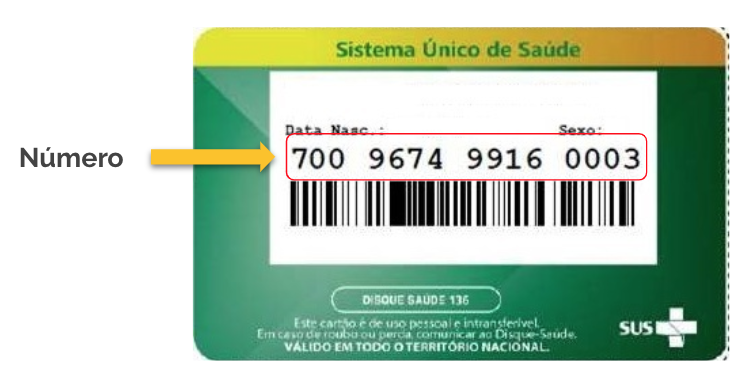 Sistema Único de Saúde
Data Nasc.: Sexo:
Número
700 9674 9916 0003
DISQUE SAÚDE 136
Este cartão é de uso pessoal e intransferível.
Em caso de roubo ou perda, comunicar ao Disque-Saúde.
VÁLIDO EM TODO O TERRITÓRIO NACIONAL.
SUS